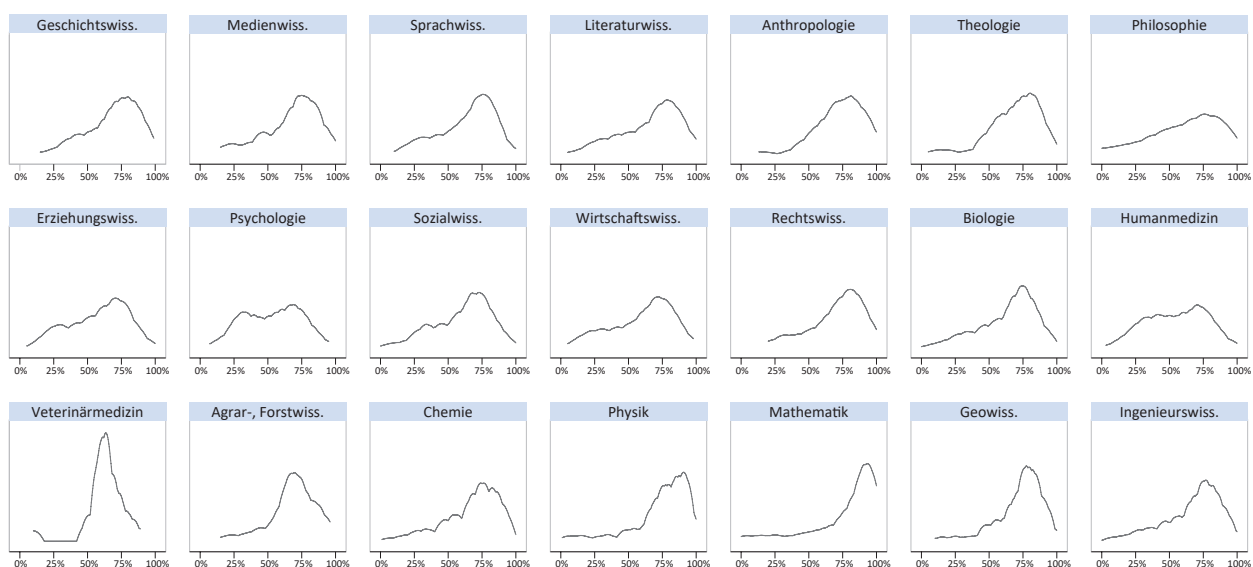 Geschichtswiss. Medienwiss. Sprachwiss. Literaturwiss. Anthropologie Theologie Philosophie
0% 25% 50% 75% 100% 0% 25% 50% 75% 100% 0% 25% 50% 75% 100% 0% 25% 50% 75% 100% 0% 25% 50% 75% 100% 0% 25% 50% 75% 100% 0% 25% 50% 75% 100%
Erziehungswiss. Psychologie Sozialwiss. Wirtschaftswiss. Rechtswiss. Biologie Humanmedizin
0% 25% 50% 75% 100% 0% 25% 50% 75% 100% 0% 25% 50% 75% 100% 0% 25% 50% 75% 100% 0% 25% 50% 75% 100% 0% 25% 50% 75% 100% 0% 25% 50% 75% 100%
Veterinärmedizin Agrar-, Forstwiss. Chemie Physik Mathematik Geowiss. Ingenieurswiss.
0% 25% 50% 75% 100% 0% 25% 50% 75% 100% 0% 25% 50% 75% 100% 0% 25% 50% 75% 100% 0% 25% 50% 75% 100% 0% 25% 50% 75% 100% 0% 25% 50% 75% 100%